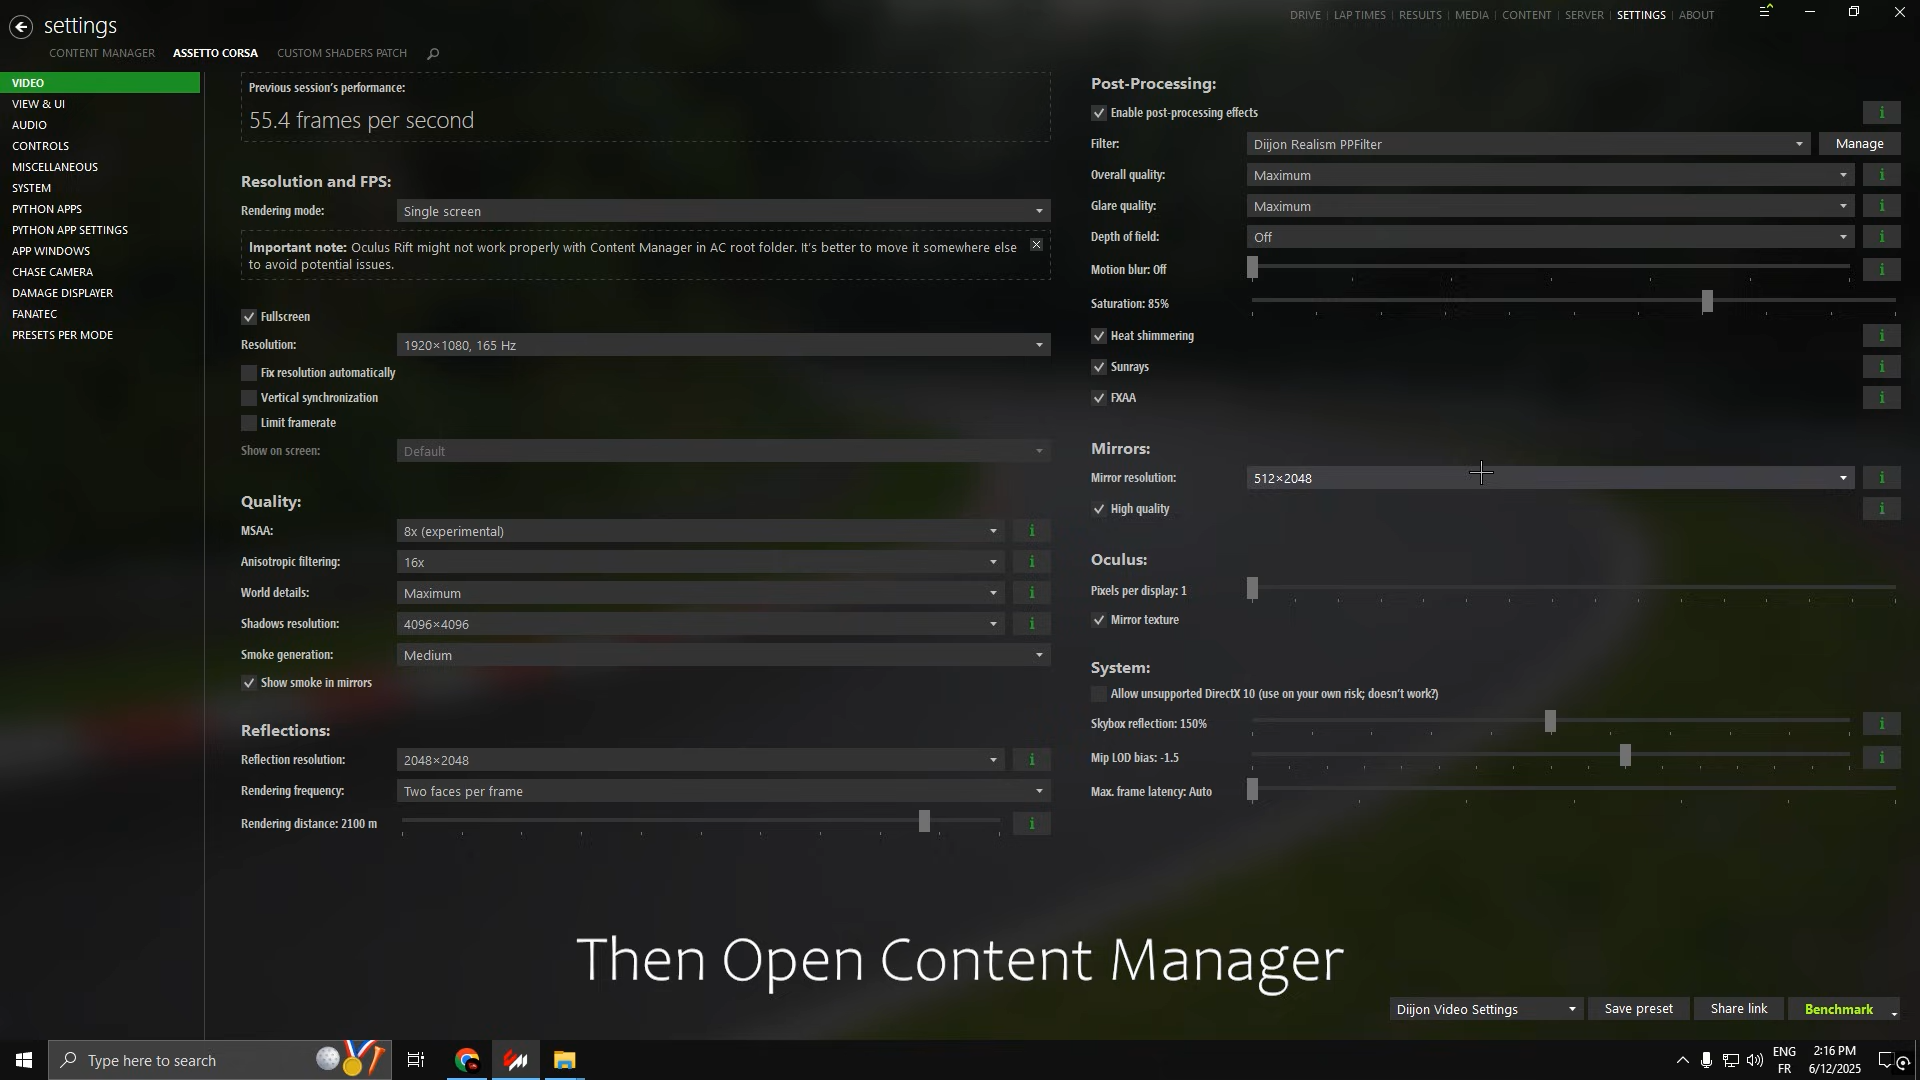 settings
DRIVE | LAP TIMES | RESULTS | MEDIA | CONTENT | SERVER | SETTINGS | ABOUT
CONTENT MANAGER ASSETTO CORSA CUSTOM SHADERS PATCH
VIDEO
VIEW & UI
AUDIO
CONTROLS
MISCELLANEOUS
SYSTEM
PYTHON APPS
PYTHON APP SETTINGS
APP WINDOWS
CHASE CAMERA
DAMAGE DISPLAYER
FANATEC
PRESETS PER MODE
Previous session's performance:
55.4 frames per second
Resolution and FPS:
Rendering mode: Single screen
Important note: Oculus Rift might not work properly with Content Manager in AC root folder. It's better to move it somewhere else
to avoid potential issues.
Fullscreen
Resolution: 1920×1080, 165 Hz
Fix resolution automatically
Vertical synchronization
Limit framerate
Show on screen: Default
Quality:
MSAA: 8x (experimental) i
Anisotropic filtering: 16x i
World details: Maximum i
Shadows resolution: 4096×4096 i
Smoke generation: Medium
Show smoke in mirrors
Reflections:
Reflection resolution: 2048×2048 i
Rendering frequency: Two faces per frame
Rendering distance: 2100 m i
Post-Processing:
Enable post-processing effects i
Filter: Diijon Realism PPFilter Manage
Overall quality: Maximum i
Glare quality: Maximum i
Depth of field: Off i
Motion blur: Off i
Saturation: 85%
Heat shimmering i
Sunrays i
FXAA i
Mirrors:
Mirror resolution: 512×2048 i
High quality i
Oculus:
Pixels per display: 1
Mirror texture
System:
Allow unsupported DirectX 10 (use on your own risk; doesn't work?)
Skybox reflection: 150% i
Mip LOD bias: -1.5 i
Max. frame latency: Auto
Then Open Content Manager
Diijon Video Settings Save preset Share link Benchmark
Type here to search
ENG
FR
2:16 PM
6/12/2025